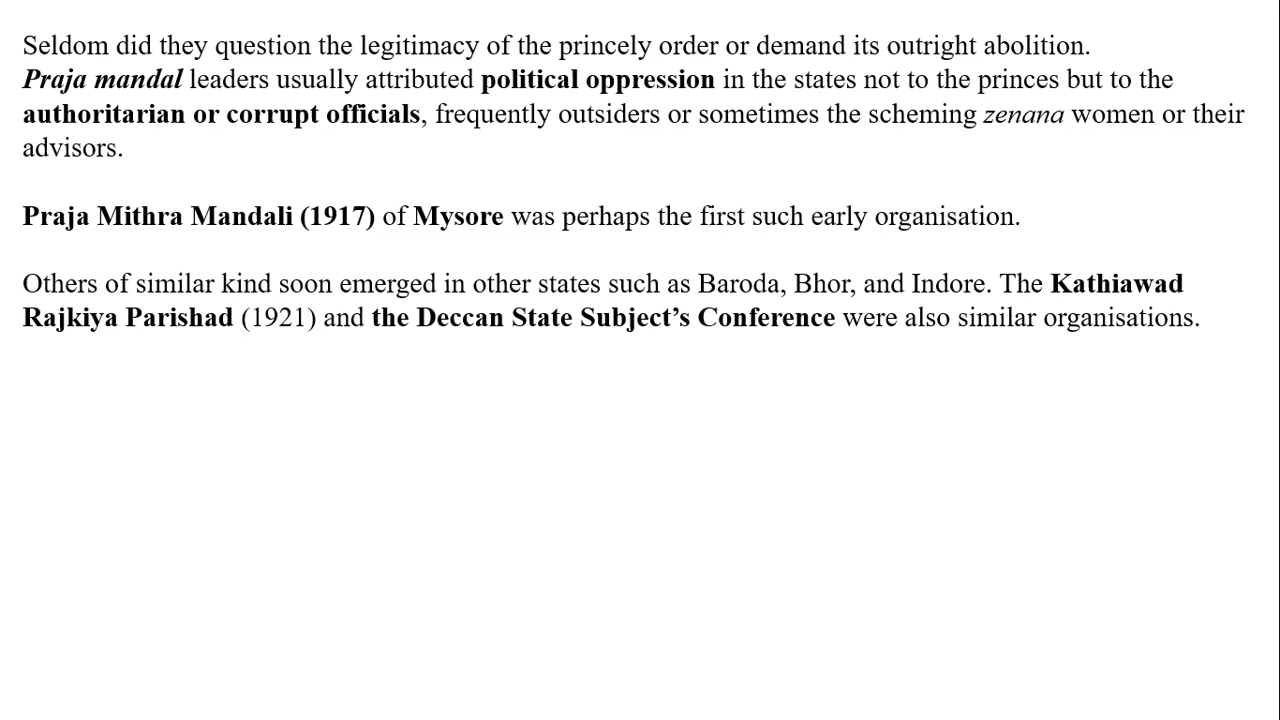 Seldom did they question the legitimacy of the princely order or demand its outright abolition.
Praja mandal leaders usually attributed political oppression in the states not to the princes but to the
authoritarian or corrupt officials, frequently outsiders or sometimes the scheming zenana women or their
advisors.
Praja Mithra Mandali (1917) of Mysore was perhaps the first such early organisation.
Others of similar kind soon emerged in other states such as Baroda, Bhor, and Indore. The Kathiawad
Rajkiya Parishad (1921) and the Deccan State Subject’s Conference were also similar organisations.